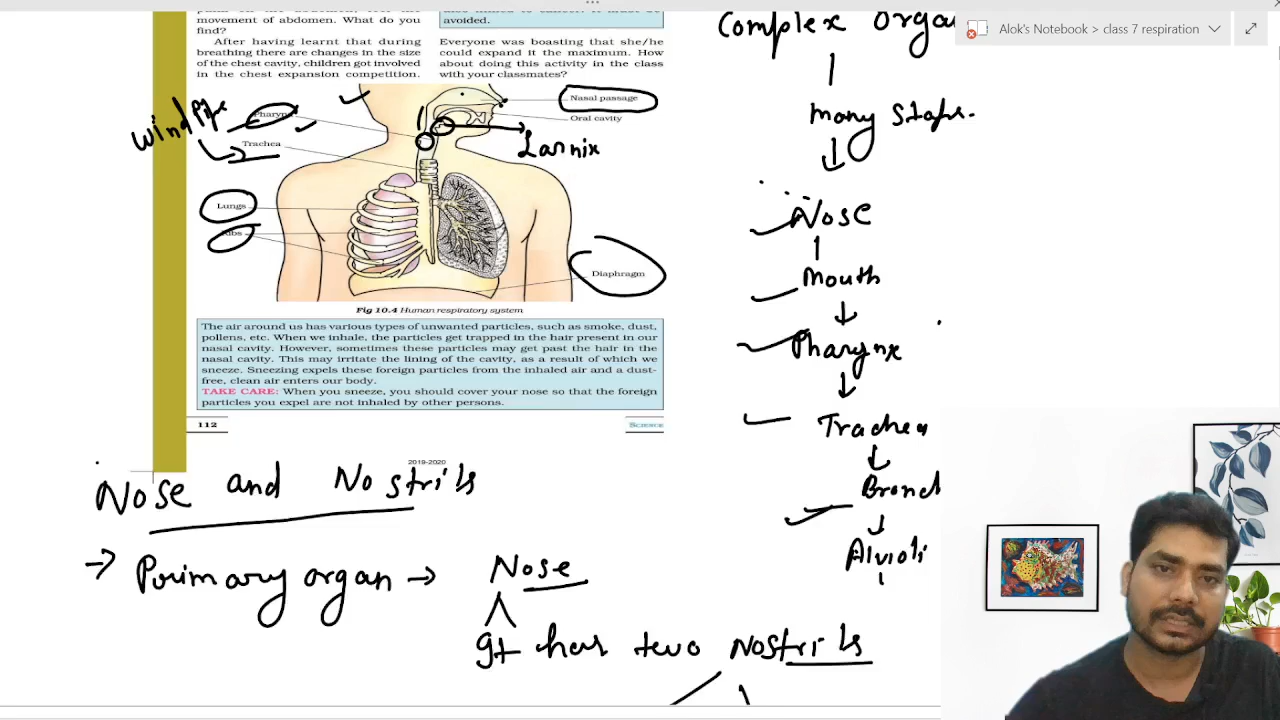 movement of abdomen. What do you
find?
After having learnt that during
breathing there are changes in the size
of the chest cavity, children got involved
in the chest expansion competition.
avoided.
Everyone was boasting that she/he
could expand it the maximum. How
about doing this activity in the class
with your classmates?
Nasal passage
Oral cavity
Wind Pipe
Trachea
Larnix
Lungs
Diaphragm
Fig 10.4 Human respiratory system
The air around us has various types of unwanted particles, such as smoke, dust,
pollens, etc. When we inhale, the particles get trapped in the hair present in our
nasal cavity. However, sometimes these particles may get past the hair in the
nasal cavity. This may irritate the lining of the cavity, as a result of which we
sneeze. Sneezing expels these foreign particles from the inhaled air and a dust-
free, clean air enters our body.
TAKE CARE: When you sneeze, you should cover your nose so that the foreign
particles you expel are not inhaled by other persons.
112
SCIENCE
2019-2020
Complex Orga
Alok's Notebook > class 7 respiration
many steps.
Nose
Mouth
Pharynx
Trachea
Bronch
Alvioli
Nose and Nostrils
Primary organ → Nose
It has two Nostrils